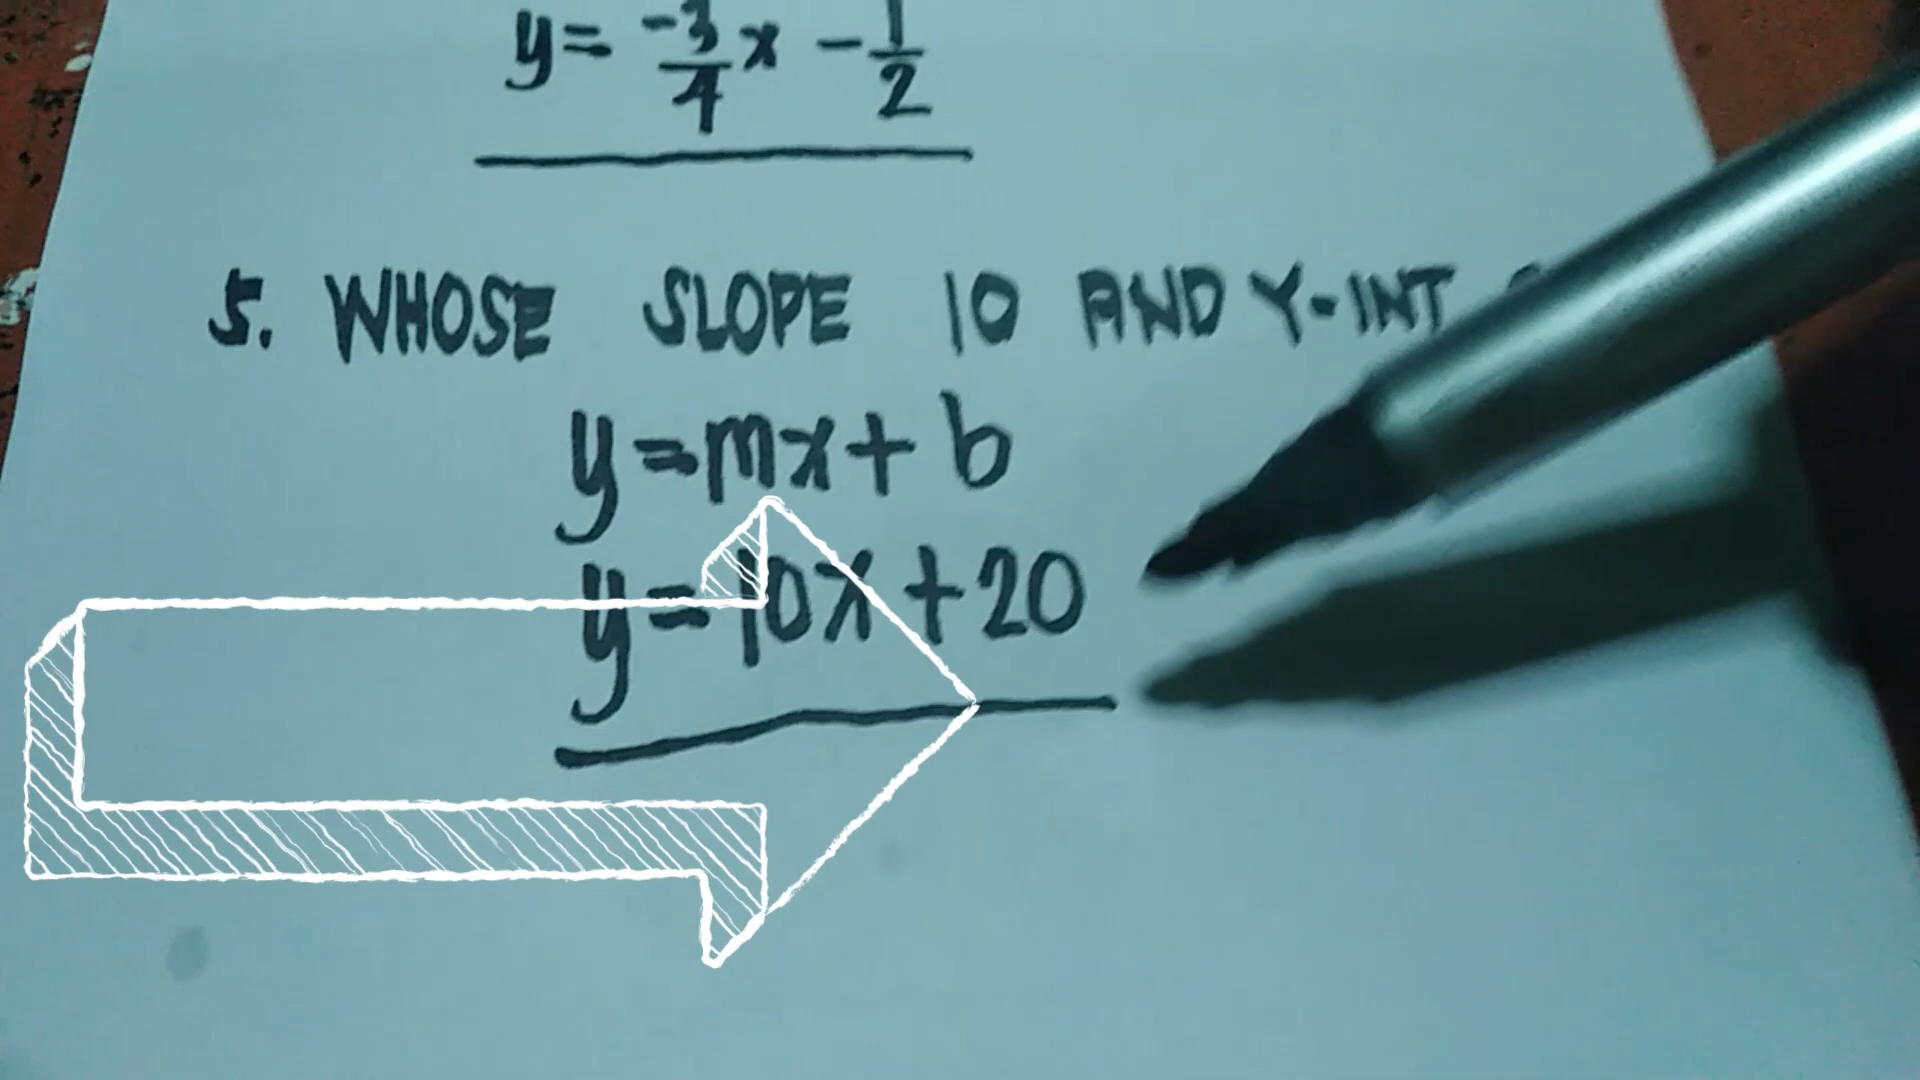 y = -3/4 x - 1/2
5. WHOSE SLOPE 10 AND Y-INT
y = mx + b
y = 10x + 20